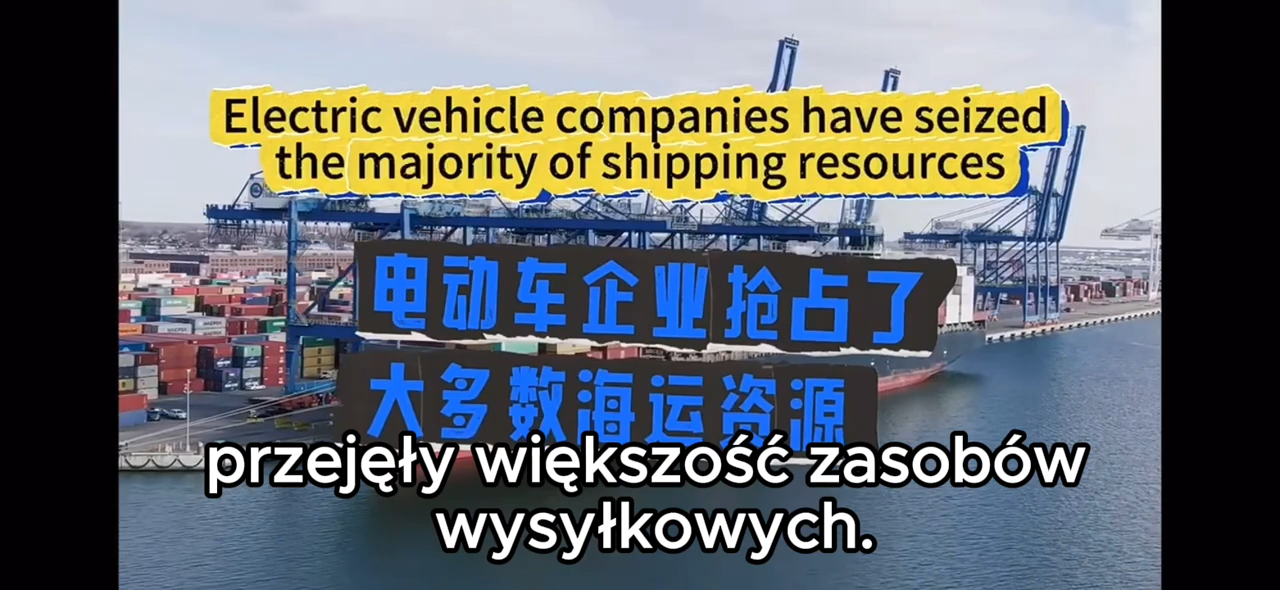 Electric vehicle companies have seized
the majority of shipping resources
电动车企业抢占了
大多数海运资源
przejęły większość zasobów
wysyłkowych.